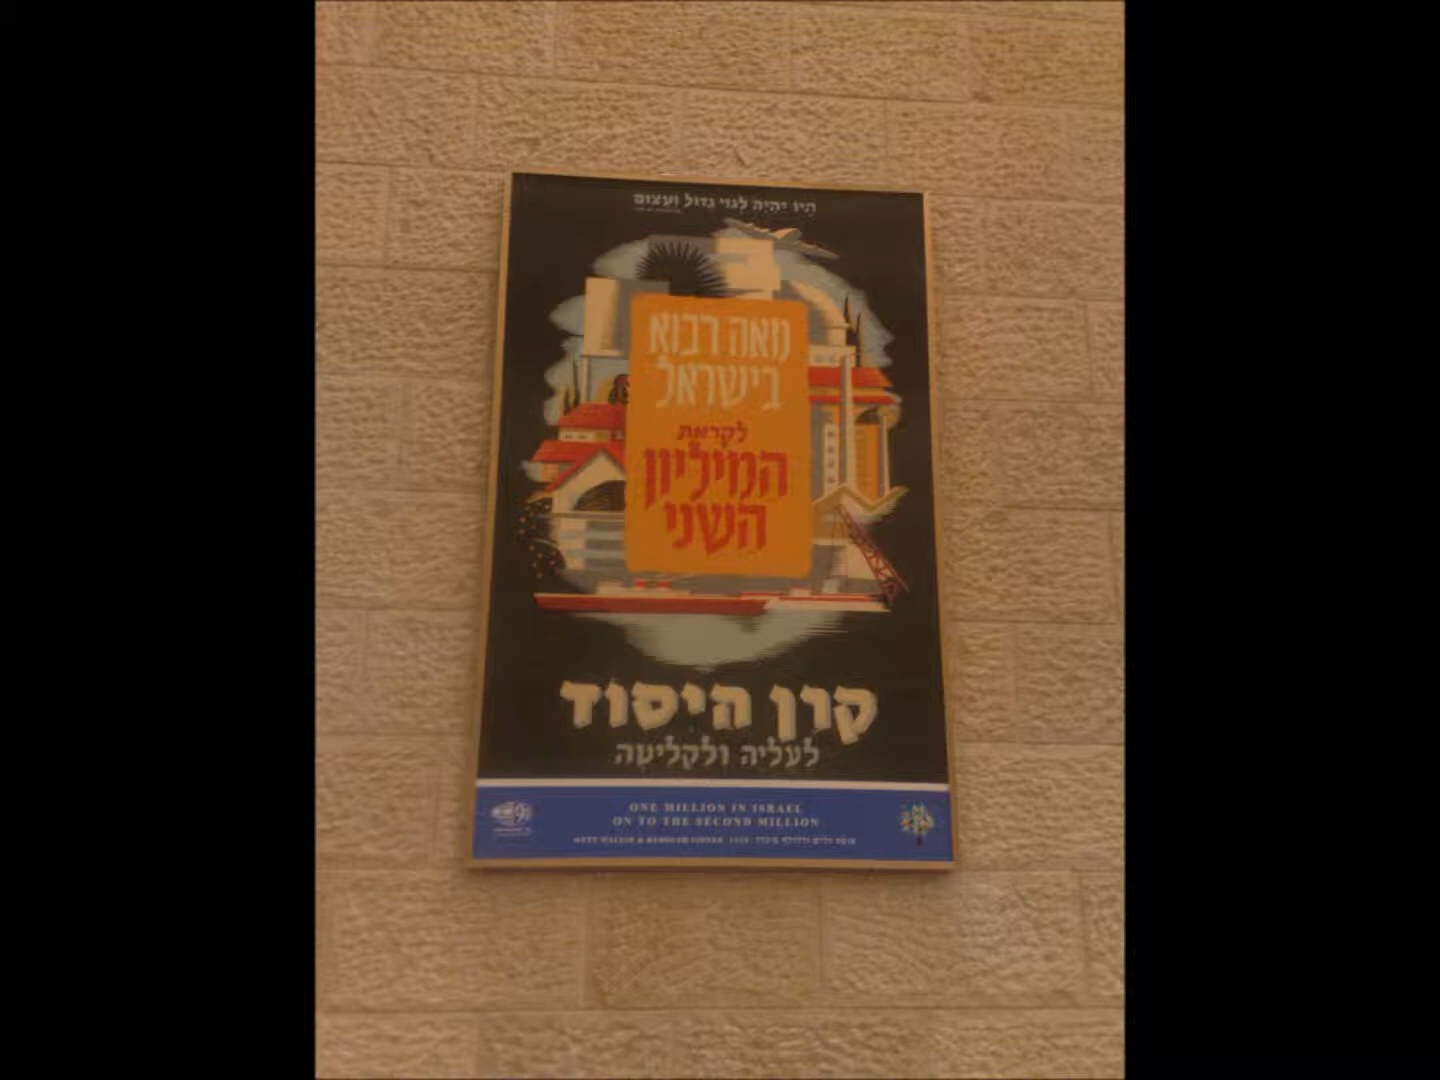 היו יהיה לגוי גדול ועצום
מאה רבוא
בישראל
לקראת
המיליון
השני
קרן היסוד
לעליה ולקליטה
ONE MILLION IN ISRAEL
ON TO THE SECOND MILLION